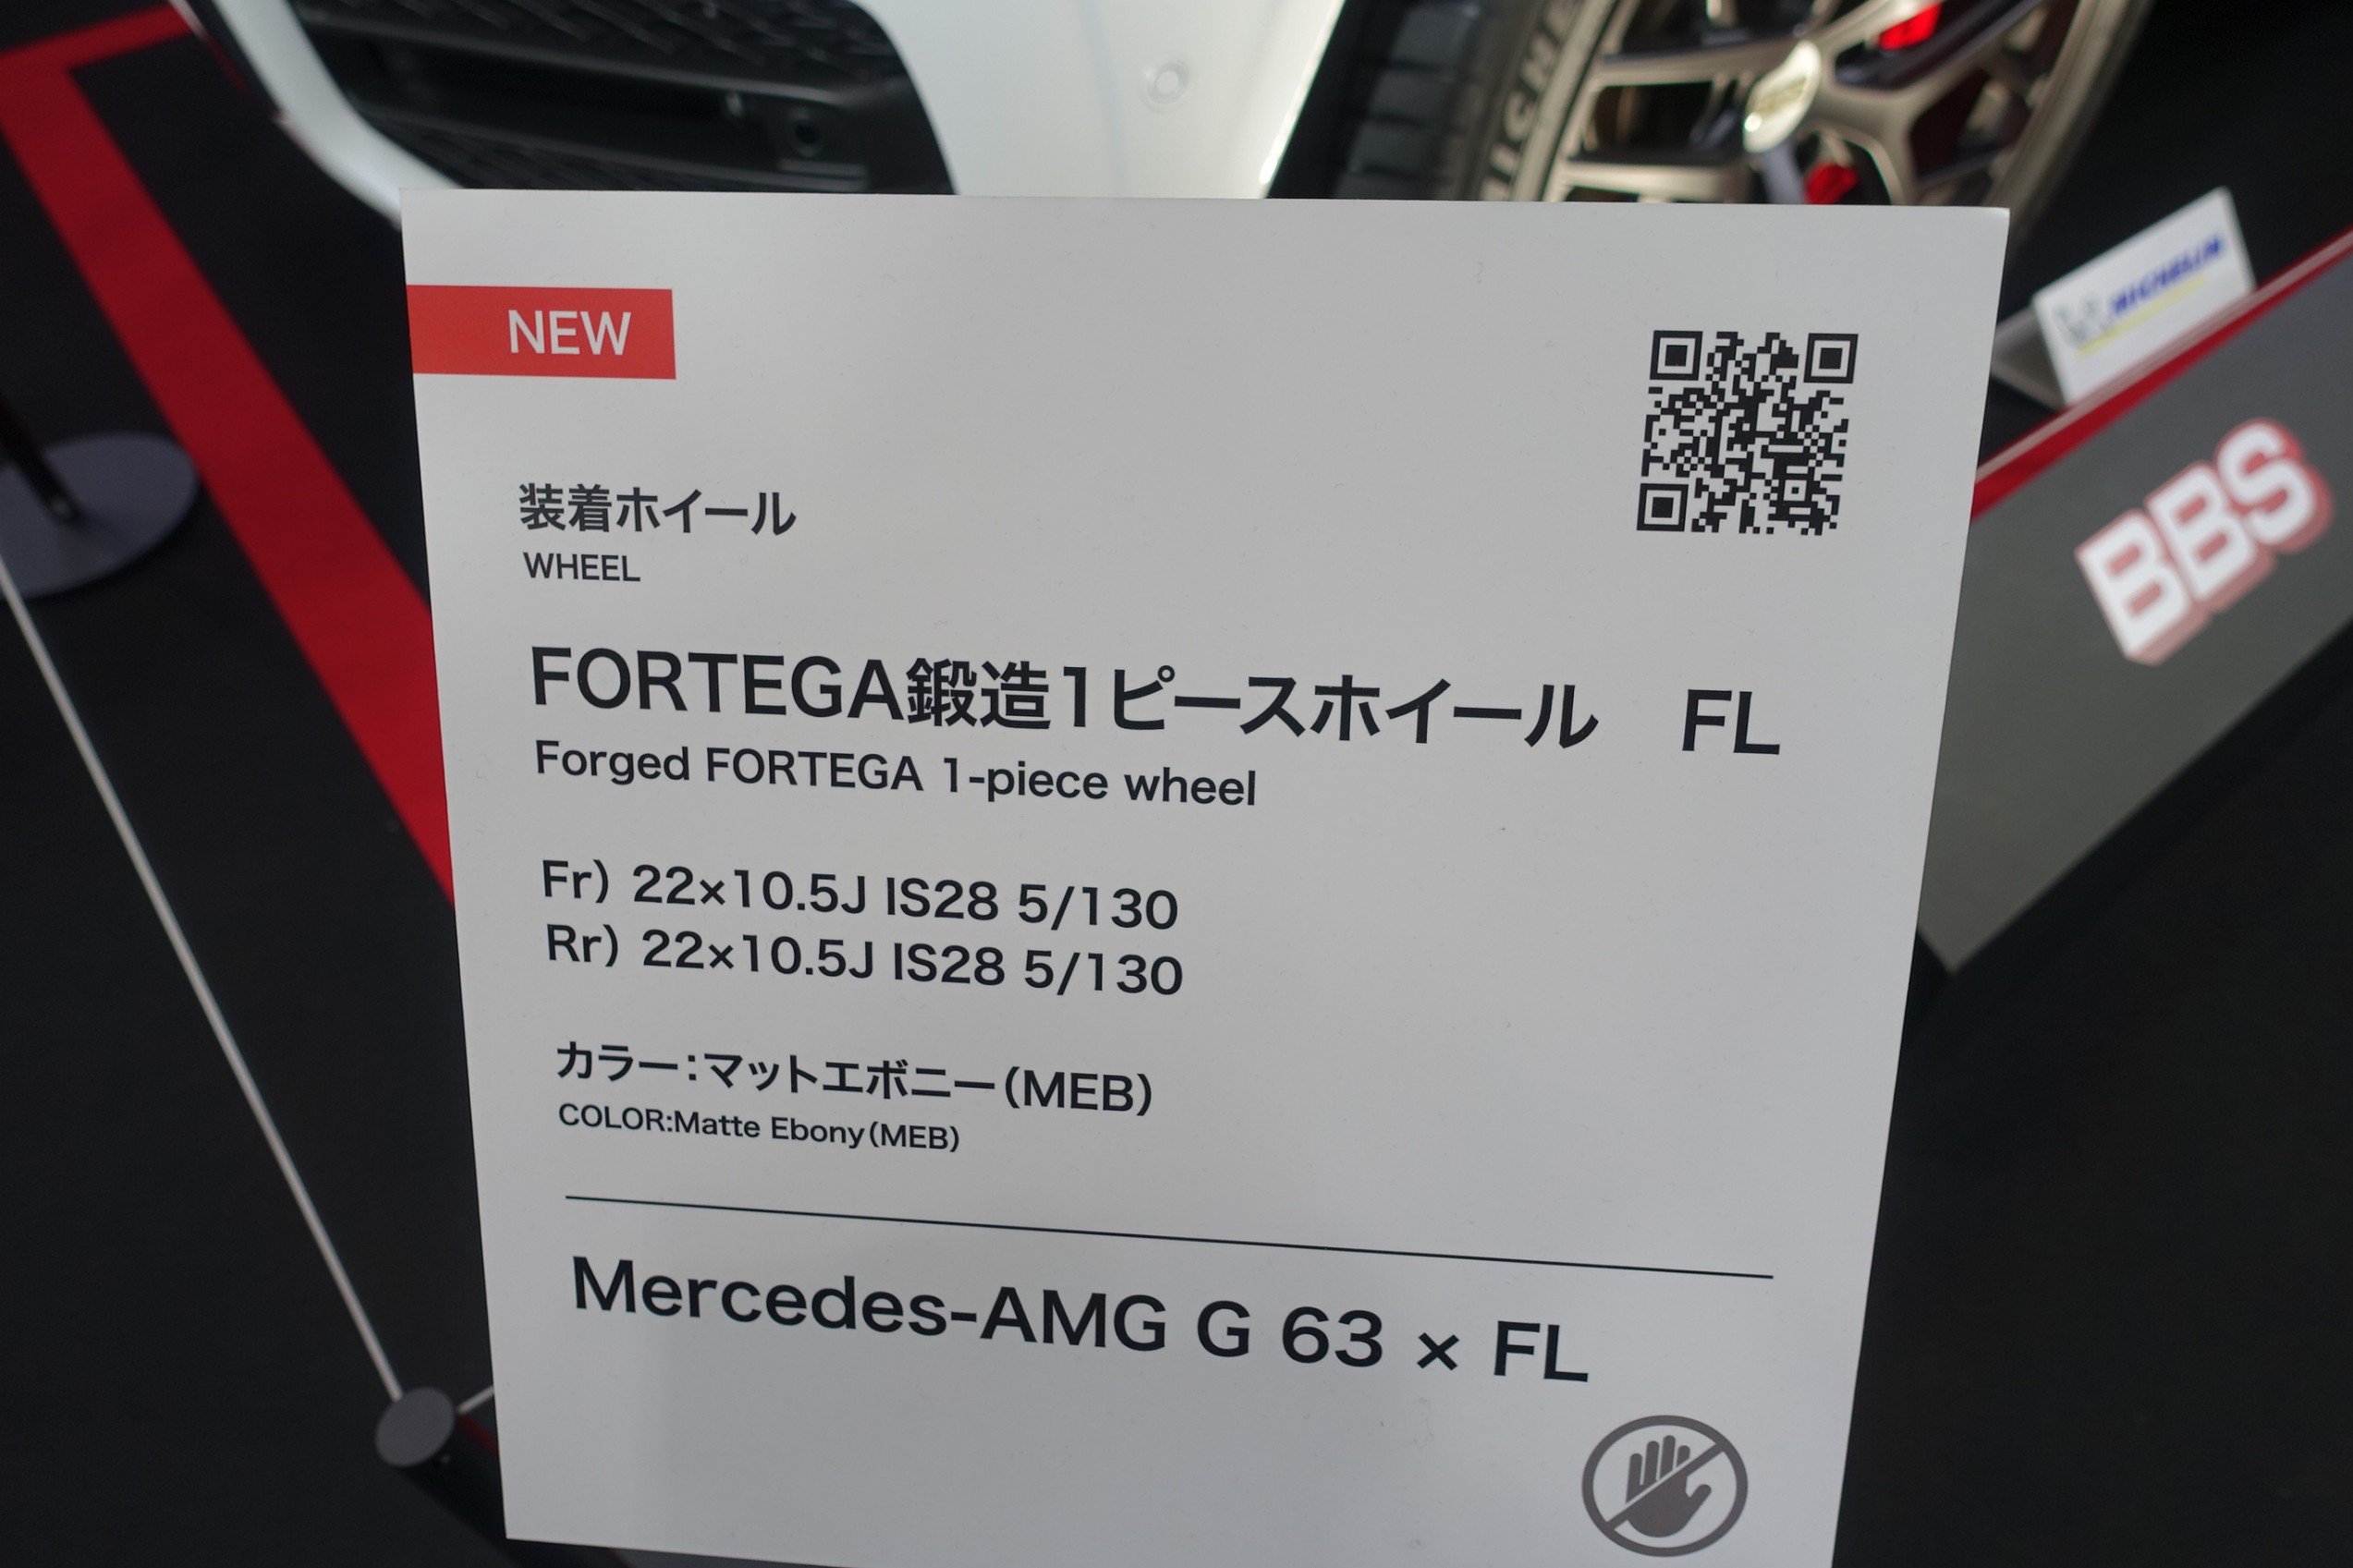 NEW
装着ホイール
WHEEL
FORTEGA鍛造1ピースホイール　FL
Forged FORTEGA 1-piece wheel
Fr) 22×10.5J IS28 5/130
Rr) 22×10.5J IS28 5/130
カラー：マットエボニー（MEB）
COLOR:Matte Ebony（MEB）
Mercedes-AMG G 63 × FL
MICHELIN
BBS